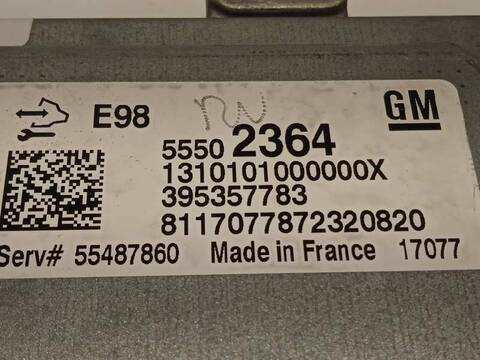 E98
GM
5550 2364
1310101000000X
395357783
8117077872320820
Serv# 55487860 Made in France 17077